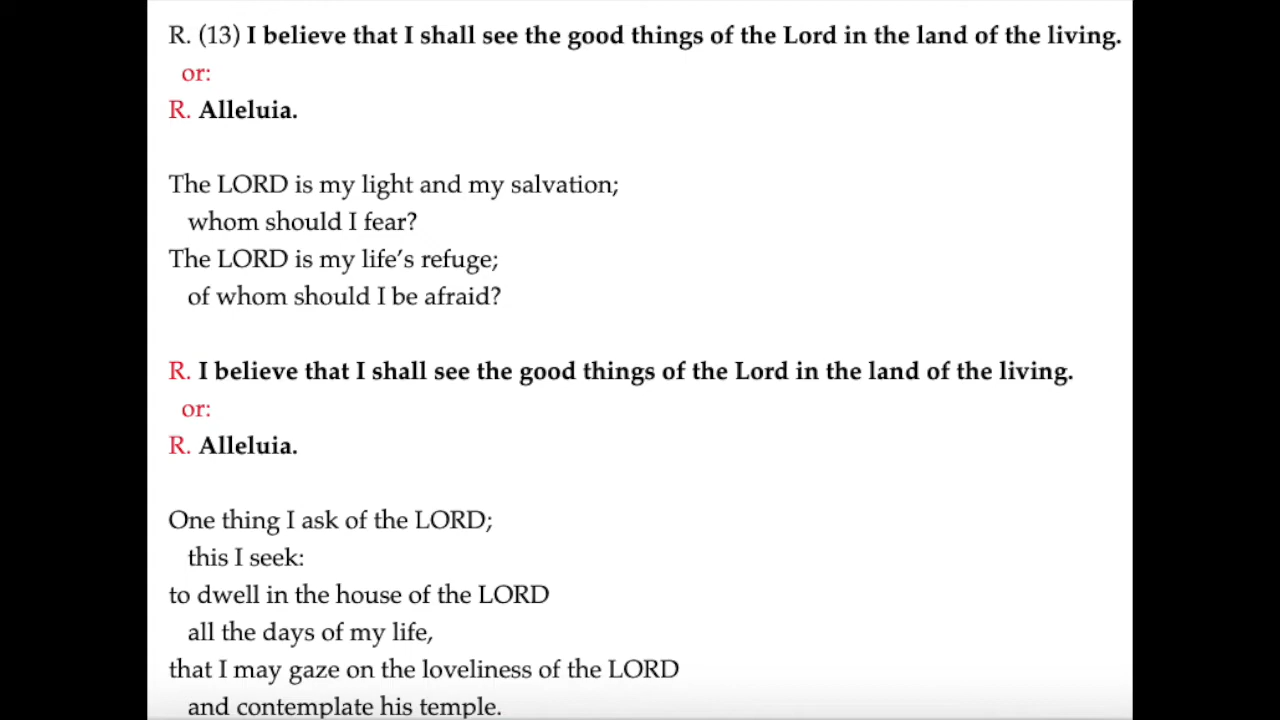 R. (13) I believe that I shall see the good things of the Lord in the land of the living.
or:
R. Alleluia.
The LORD is my light and my salvation;
whom should I fear?
The LORD is my life’s refuge;
of whom should I be afraid?
R. I believe that I shall see the good things of the Lord in the land of the living.
or:
R. Alleluia.
One thing I ask of the LORD;
this I seek:
to dwell in the house of the LORD
all the days of my life,
that I may gaze on the loveliness of the LORD
and contemplate his temple.